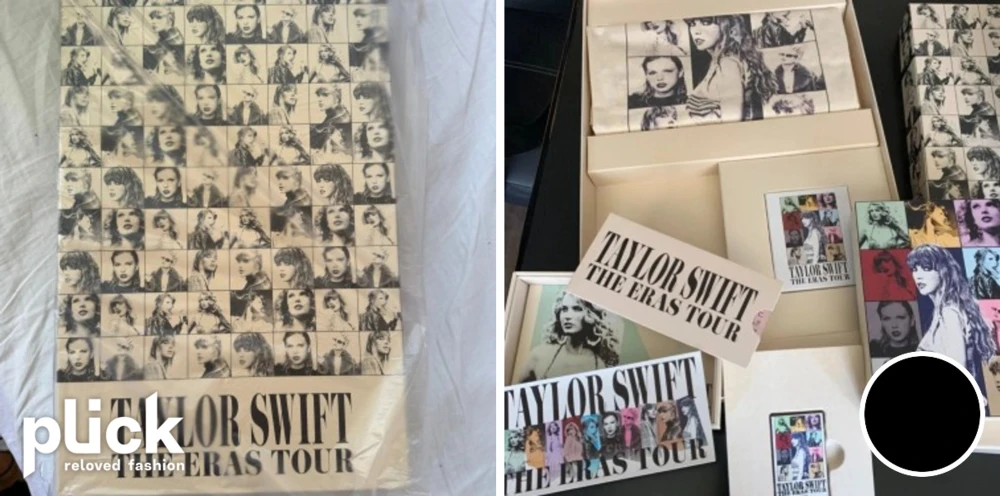 TAYLOR SWIFT
THE ERAS TOUR
plick
reloved fashion
TAYLOR SWIFT
THE ERAS TOUR
TAYLOR SWIFT
THE ERAS TOUR
TAYLOR SWIFT
THE ERAS TOUR
TAYLOR SWIFT
THE ERAS TOUR